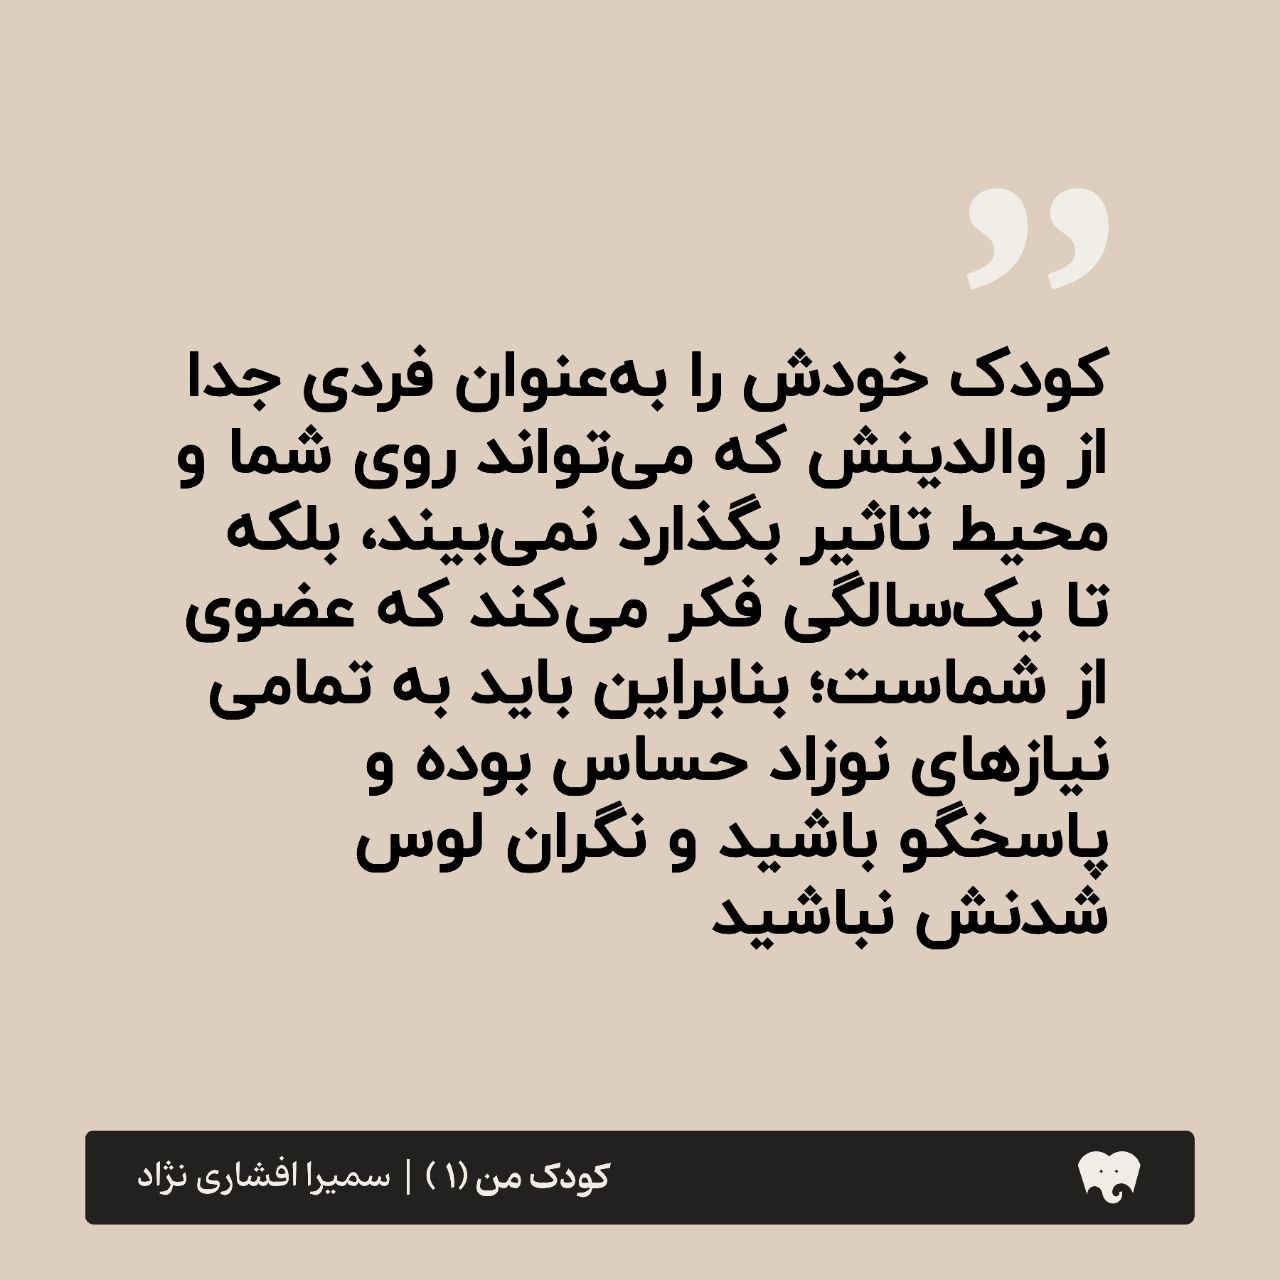 ”
کودک خودش را به‌عنوان فردی جدا
از والدینش که می‌تواند روی شما و
محیط تاثیر بگذارد نمی‌بیند، بلکه
تا یک‌سالگی فکر می‌کند که عضوی
از شماست؛ بنابراین باید به تمامی
نیازهای نوزاد حساس بوده و
پاسخگو باشید و نگران لوس
شدنش نباشید
کودک من (۱ ) | سمیرا افشاری نژاد